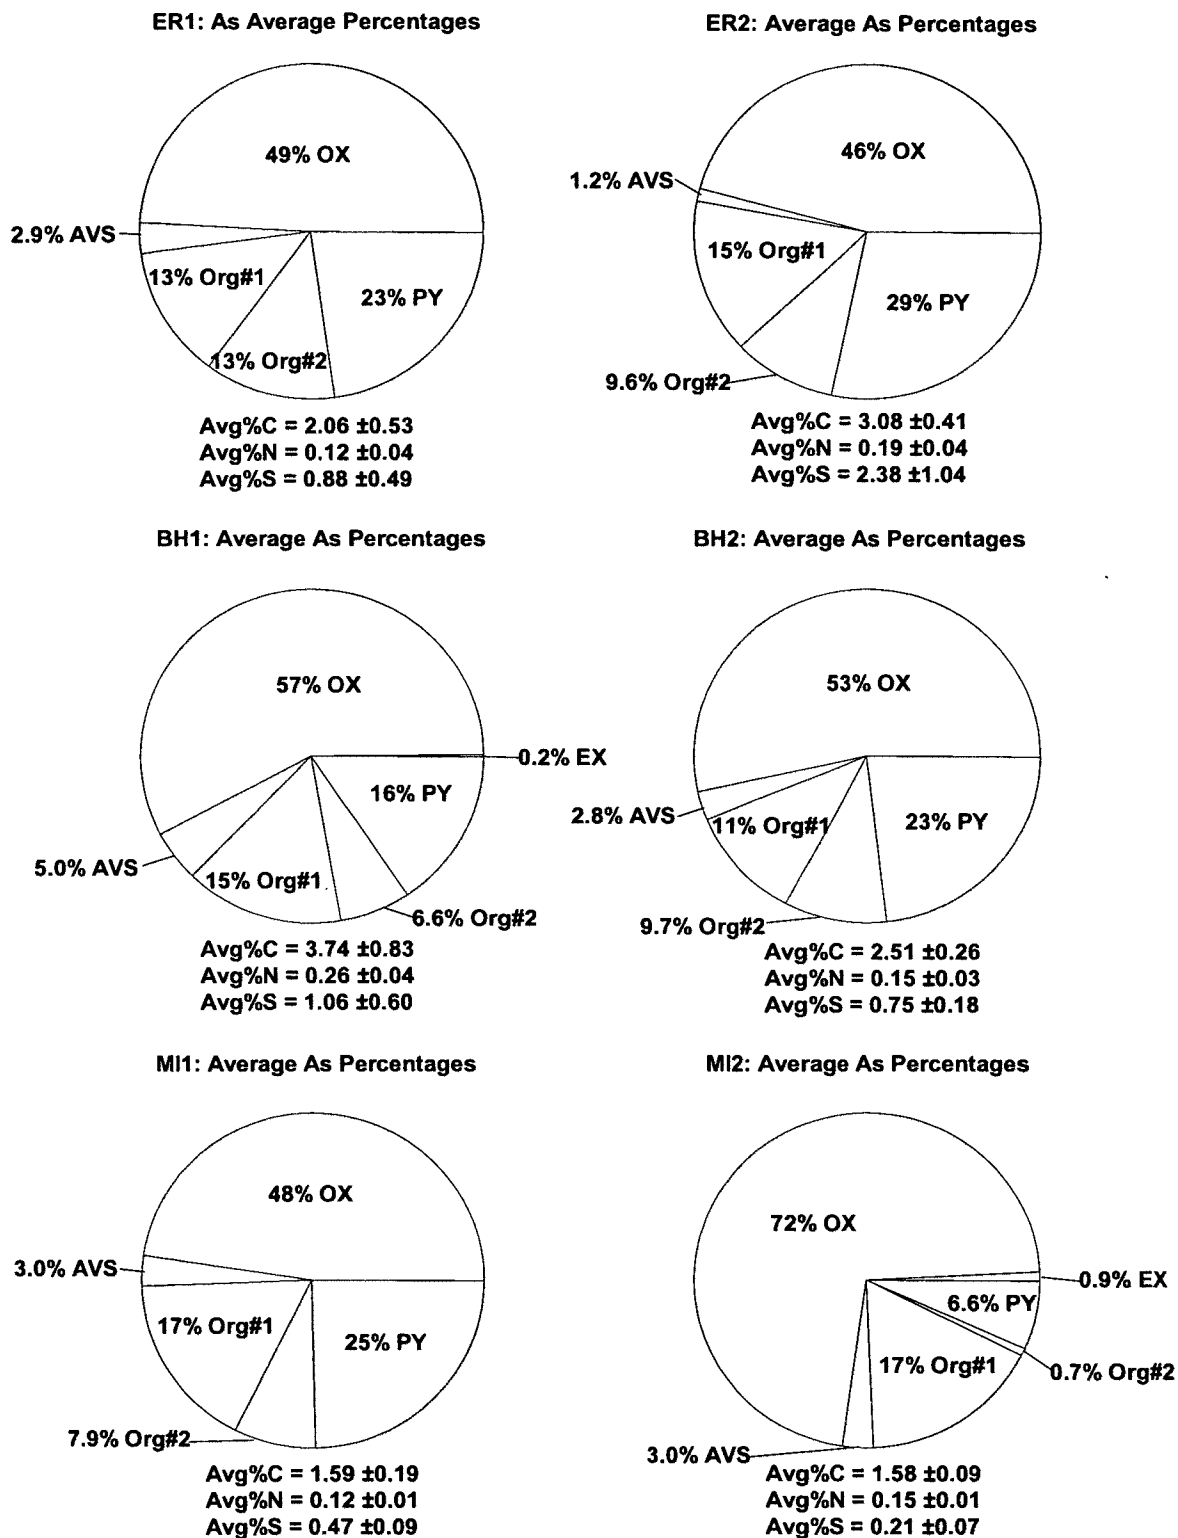 ER1: As Average Percentages
49% OX
2.9% AVS
13% Org#1
23% PY
13% Org#2
Avg%C = 2.06 ±0.53
Avg%N = 0.12 ±0.04
Avg%S = 0.88 ±0.49
ER2: Average As Percentages
46% OX
1.2% AVS
15% Org#1
29% PY
9.6% Org#2
Avg%C = 3.08 ±0.41
Avg%N = 0.19 ±0.04
Avg%S = 2.38 ±1.04
BH1: Average As Percentages
57% OX
0.2% EX
16% PY
5.0% AVS
15% Org#1
6.6% Org#2
Avg%C = 3.74 ±0.83
Avg%N = 0.26 ±0.04
Avg%S = 1.06 ±0.60
BH2: Average As Percentages
53% OX
2.8% AVS
11% Org#1
23% PY
9.7% Org#2
Avg%C = 2.51 ±0.26
Avg%N = 0.15 ±0.03
Avg%S = 0.75 ±0.18
MI1: Average As Percentages
48% OX
3.0% AVS
17% Org#1
25% PY
7.9% Org#2
Avg%C = 1.59 ±0.19
Avg%N = 0.12 ±0.01
Avg%S = 0.47 ±0.09
MI2: Average As Percentages
72% OX
0.9% EX
6.6% PY
17% Org#1
0.7% Org#2
3.0% AVS
Avg%C = 1.58 ±0.09
Avg%N = 0.15 ±0.01
Avg%S = 0.21 ±0.07